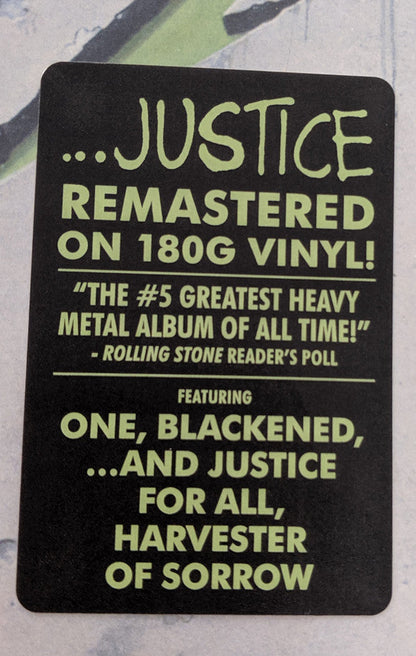 ...JUSTICE
REMASTERED
ON 180G VINYL!
“THE #5 GREATEST HEAVY
METAL ALBUM OF ALL TIME!”
- ROLLING STONE READER’S POLL
FEATURING
ONE, BLACKENED,
...AND JUSTICE
FOR ALL,
HARVESTER
OF SORROW